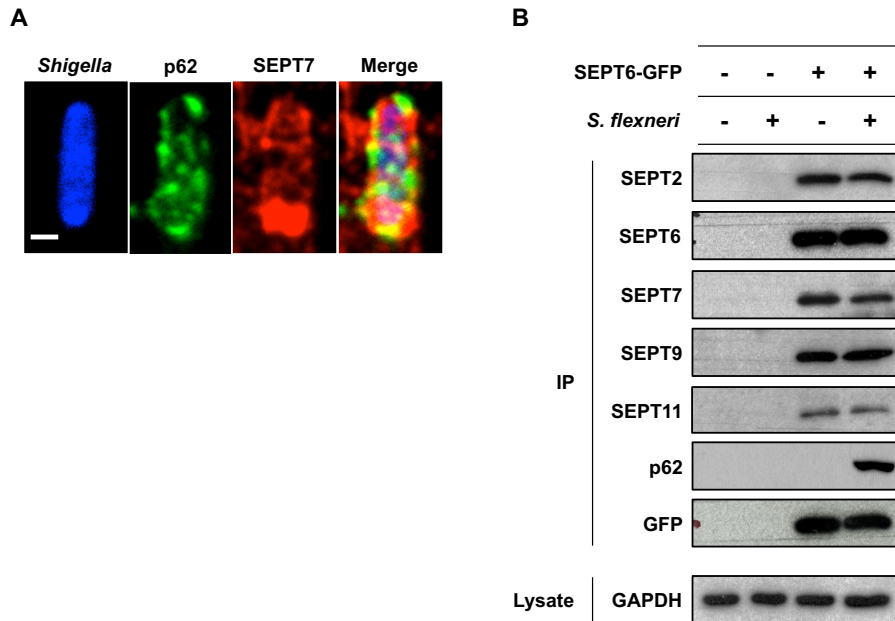 A
Shigella p62 SEPT7 Merge
B
SEPT6-GFP - - + +
S. flexneri - + - +
IP
SEPT2
SEPT6
SEPT7
SEPT9
SEPT11
p62
GFP
Lysate GAPDH